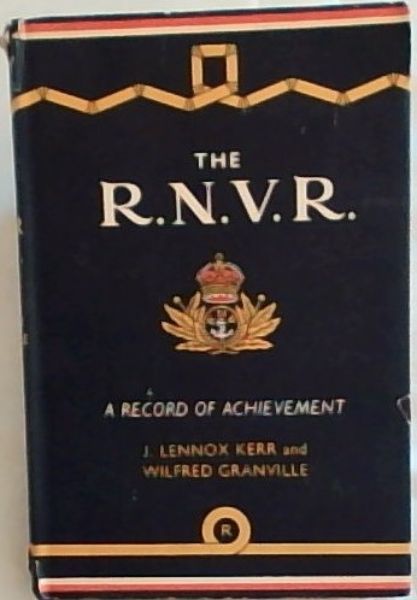 THE
R.N.V.R.
A RECORD OF ACHIEVEMENT
J. LENNOX KERR and
WILFRED GRANVILLE
R